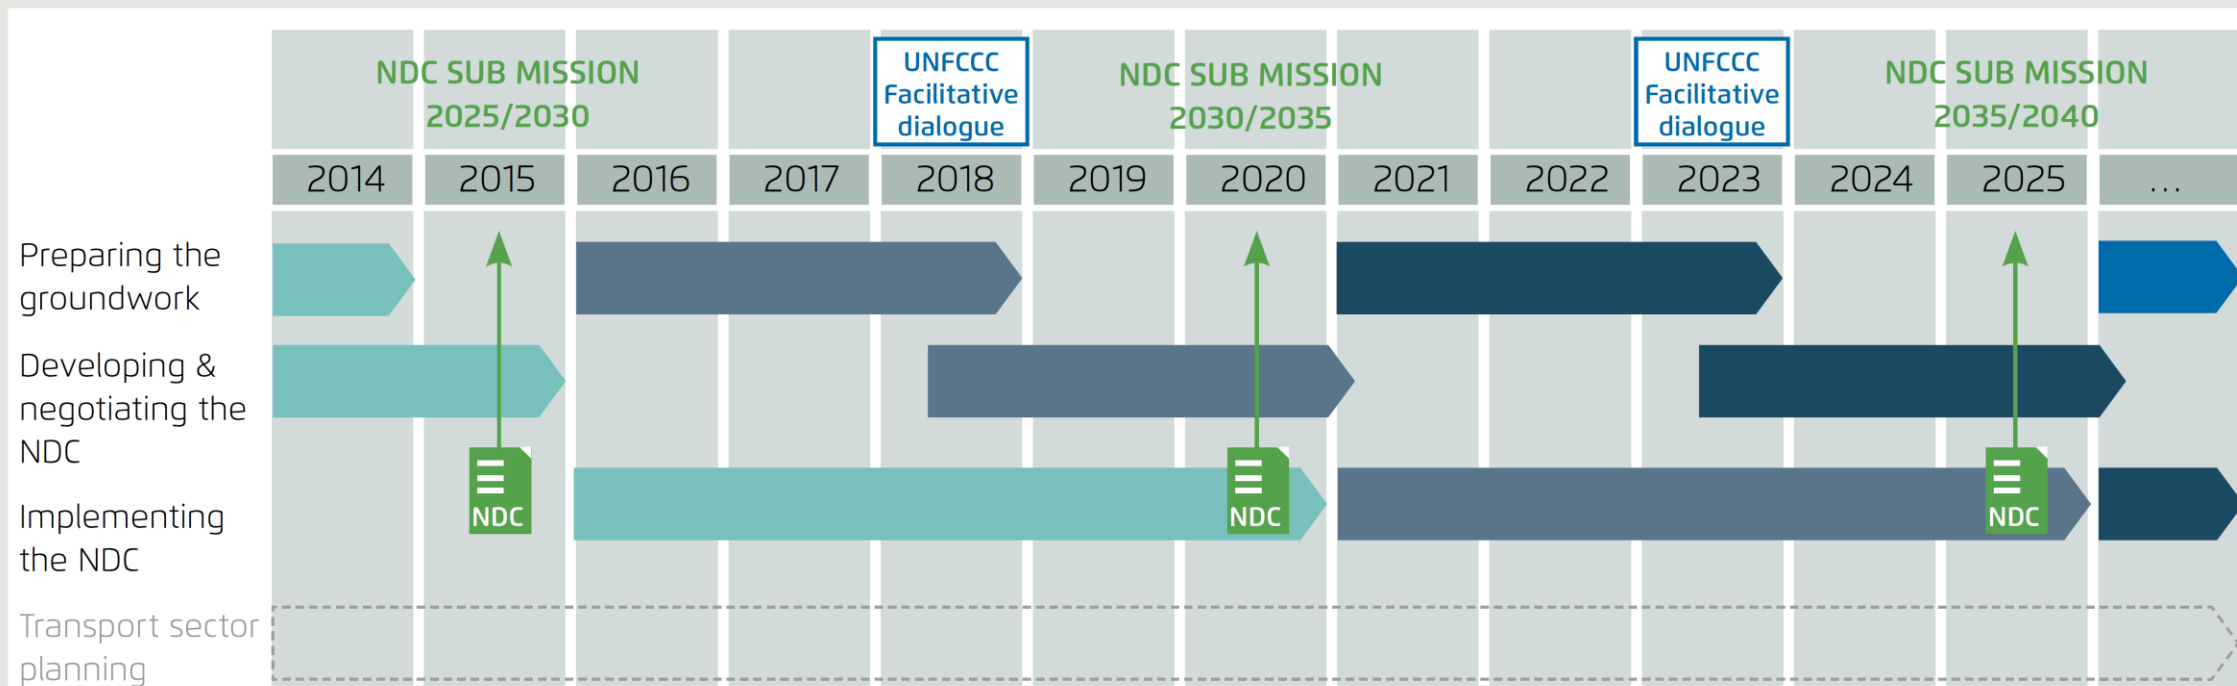 NDC SUB MISSION
2025/2030
UNFCCC
Facilitative
dialogue
NDC SUB MISSION
2030/2035
UNFCCC
Facilitative
dialogue
NDC SUB MISSION
2035/2040
2014 2015 2016 2017 2018 2019 2020 2021 2022 2023 2024 2025 ...
Preparing the
groundwork
Developing &
negotiating the
NDC
NDC NDC NDC
Implementing
the NDC
Transport sector
planning